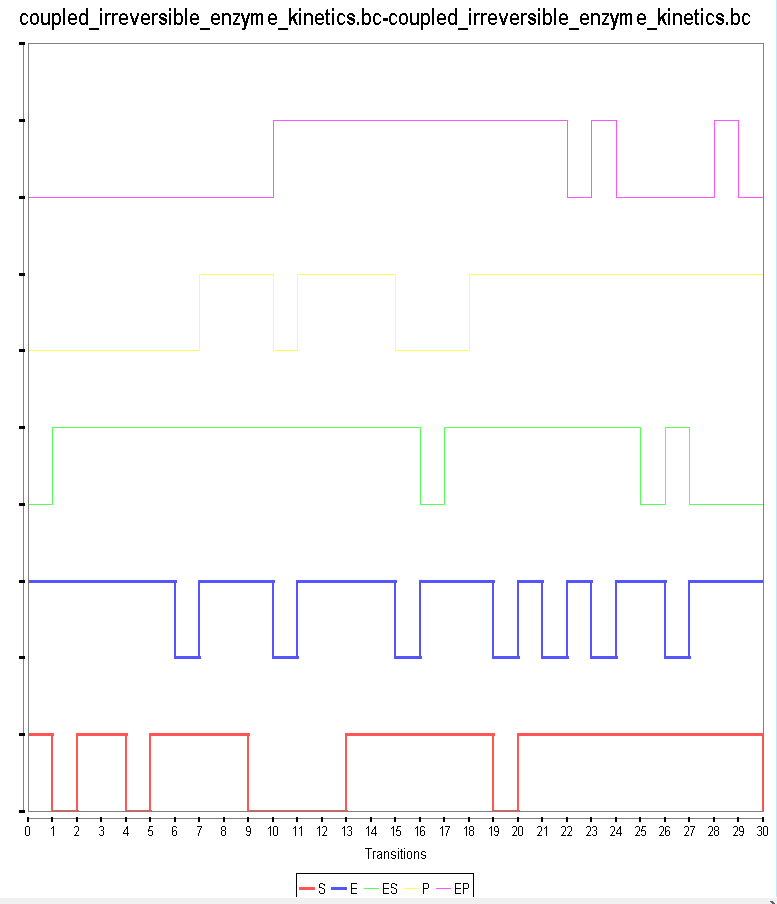 coupled_irreversible_enzyme_kinetics.bc-coupled_irreversible_enzyme_kinetics.bc
0 1 2 3 4 5 6 7 8 9 10 11 12 13 14 15 16 17 18 19 20 21 22 23 24 25 26 27 28 29 30
Transitions
S E ES P EP